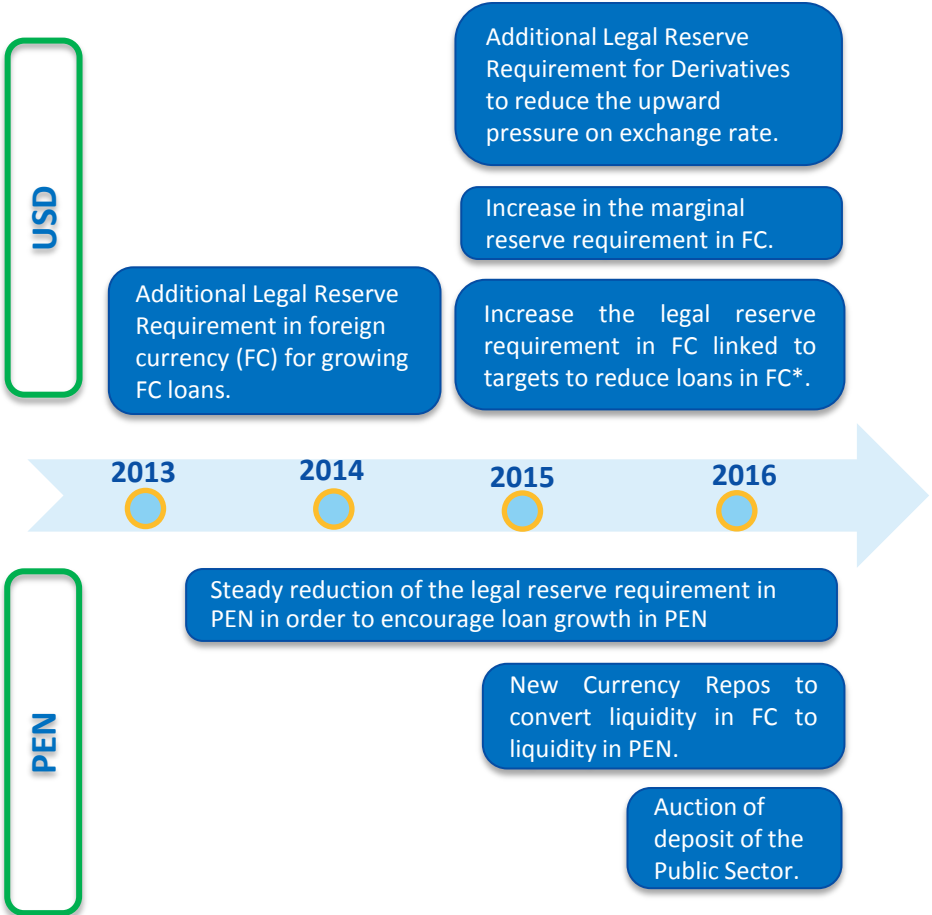 USD
Additional Legal Reserve
Requirement for Derivatives
to reduce the upward
pressure on exchange rate.
Increase in the marginal
reserve requirement in FC.
Additional Legal Reserve
Requirement in foreign
currency (FC) for growing
FC loans.
Increase the legal reserve
requirement in FC linked to
targets to reduce loans in FC*.
2013
2014
2015
2016
PEN
Steady reduction of the legal reserve requirement in
PEN in order to encourage loan growth in PEN
New Currency Repos to
convert liquidity in FC to
liquidity in PEN.
Auction of
deposit of the
Public Sector.